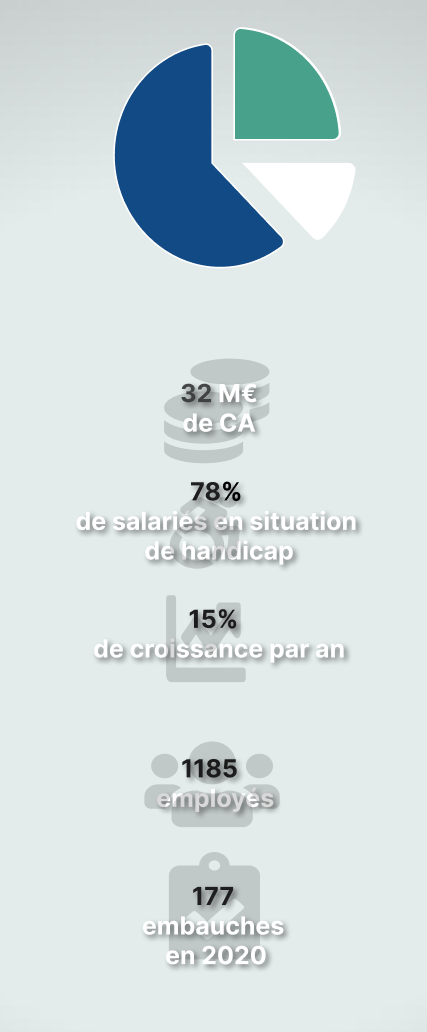 32 M€
de CA
78%
de salariés en situation
de handicap
15%
de croissance par an
1185
employés
177
embauches
en 2020